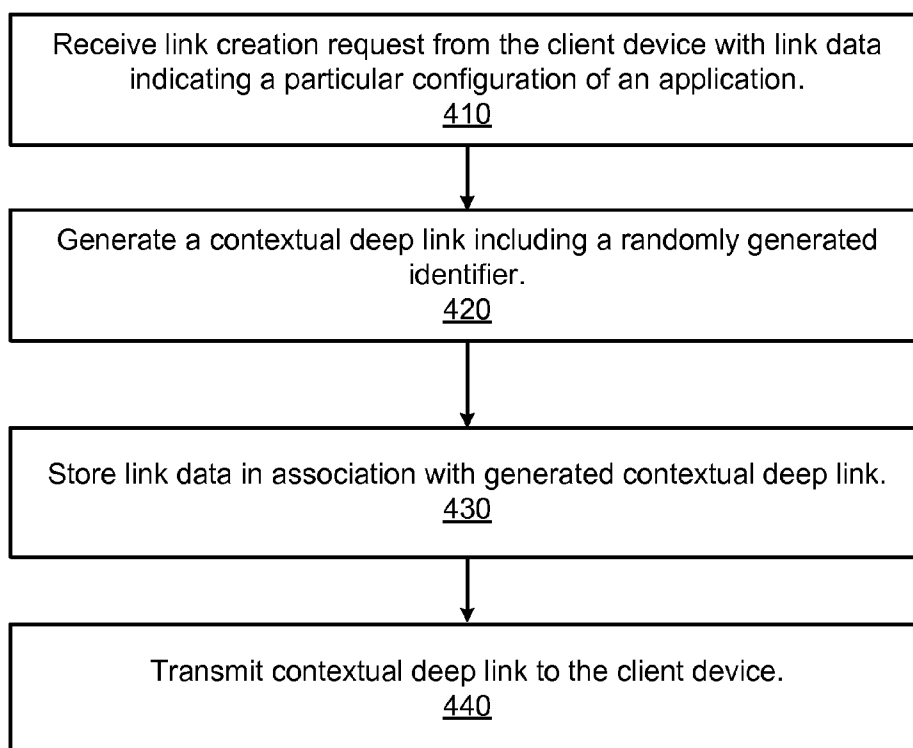 Receive link creation request from the client device with link data
indicating a particular configuration of an application.
410
Generate a contextual deep link including a randomly generated
identifier.
420
Store link data in association with generated contextual deep link.
430
Transmit contextual deep link to the client device.
440